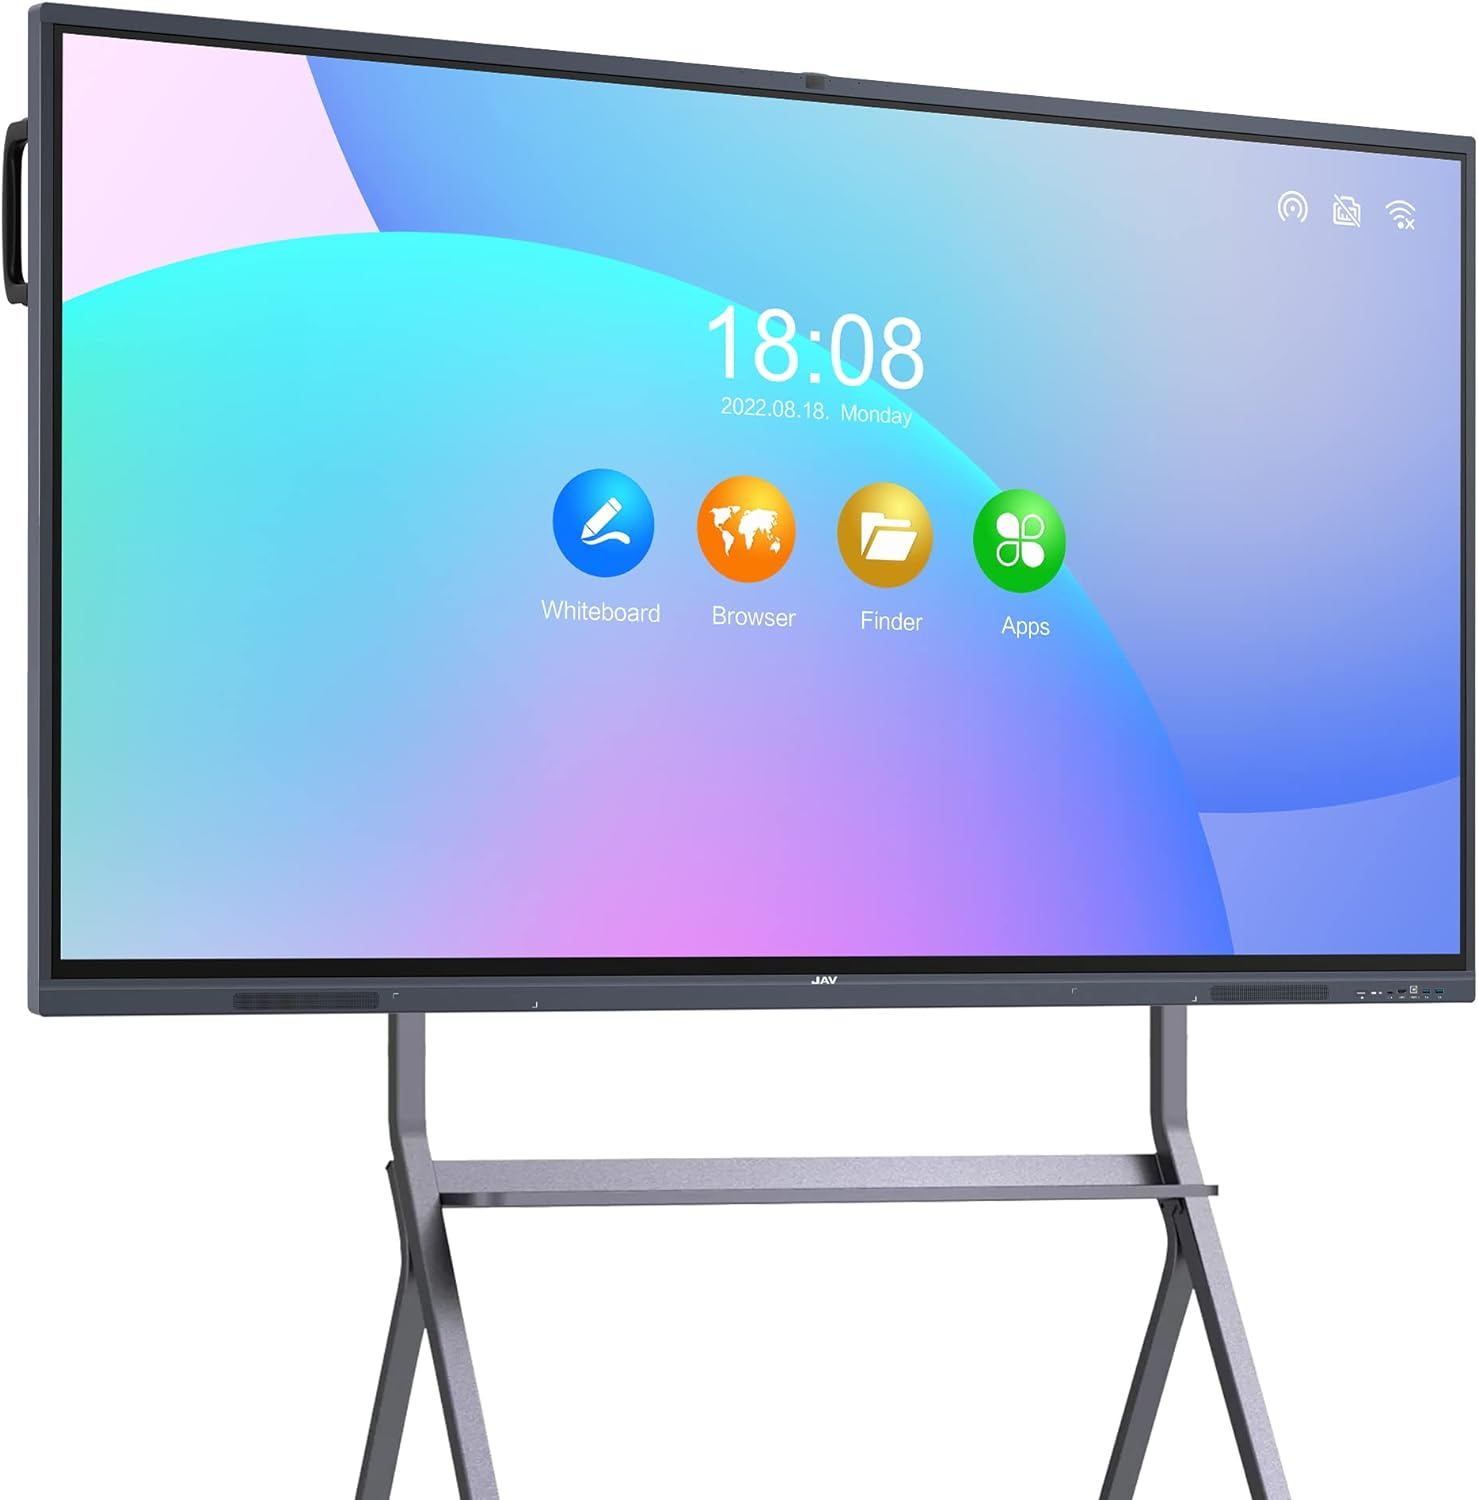 18:08
2022.08.18. Monday
Whiteboard Browser Finder Apps
JAV